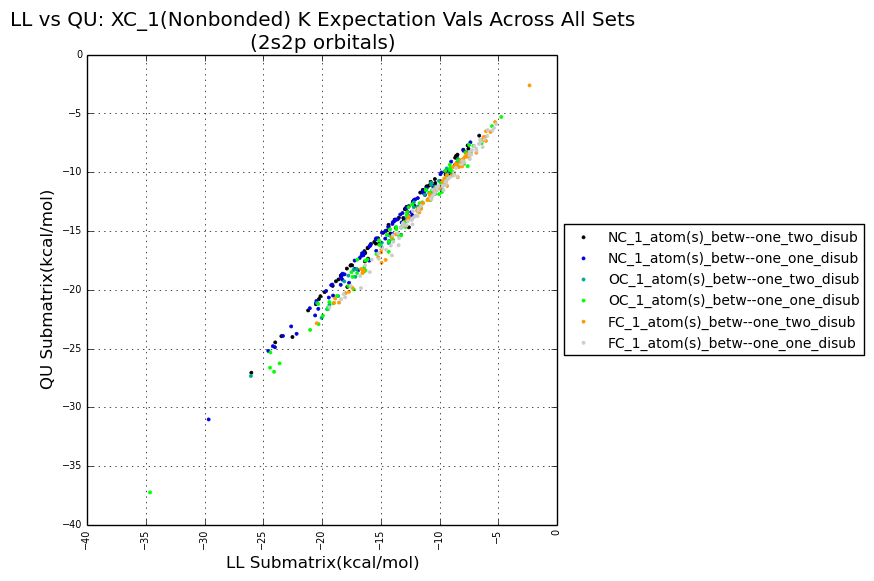 LL vs QU: XC_1(Nonbonded) K Expectation Vals Across All Sets
(2s2p orbitals)
0
−5
−10
−15
−20
−25
−30
−35
−40
QU Submatrix(kcal/mol)
−40
−35
−30
−25
−20
−15
−10
−5
0
LL Submatrix(kcal/mol)
NC_1_atom(s)_betw--one_two_disub
NC_1_atom(s)_betw--one_one_disub
OC_1_atom(s)_betw--one_two_disub
OC_1_atom(s)_betw--one_one_disub
FC_1_atom(s)_betw--one_two_disub
FC_1_atom(s)_betw--one_one_disub